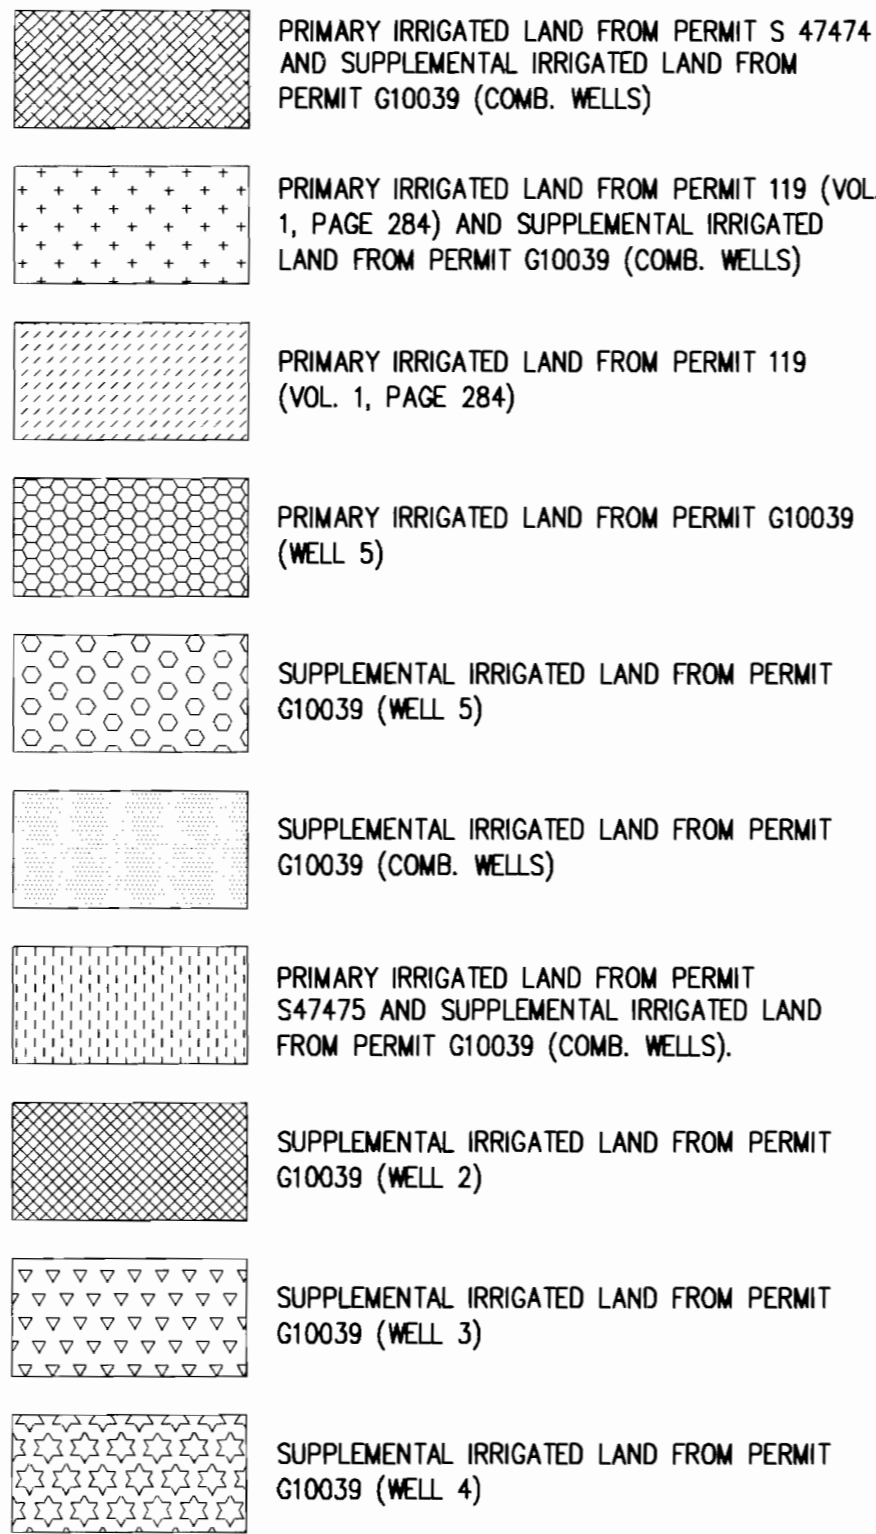 PRIMARY IRRIGATED LAND FROM PERMIT S 47474
AND SUPPLEMENTAL IRRIGATED LAND FROM
PERMIT G10039 (COMB. WELLS)
PRIMARY IRRIGATED LAND FROM PERMIT 119 (VOL.
1, PAGE 284) AND SUPPLEMENTAL IRRIGATED
LAND FROM PERMIT G10039 (COMB. WELLS)
PRIMARY IRRIGATED LAND FROM PERMIT 119
(VOL. 1, PAGE 284)
PRIMARY IRRIGATED LAND FROM PERMIT G10039
(WELL 5)
SUPPLEMENTAL IRRIGATED LAND FROM PERMIT
G10039 (WELL 5)
SUPPLEMENTAL IRRIGATED LAND FROM PERMIT
G10039 (COMB. WELLS)
PRIMARY IRRIGATED LAND FROM PERMIT
S47475 AND SUPPLEMENTAL IRRIGATED LAND
FROM PERMIT G10039 (COMB. WELLS).
SUPPLEMENTAL IRRIGATED LAND FROM PERMIT
G10039 (WELL 2)
SUPPLEMENTAL IRRIGATED LAND FROM PERMIT
G10039 (WELL 3)
SUPPLEMENTAL IRRIGATED LAND FROM PERMIT
G10039 (WELL 4)